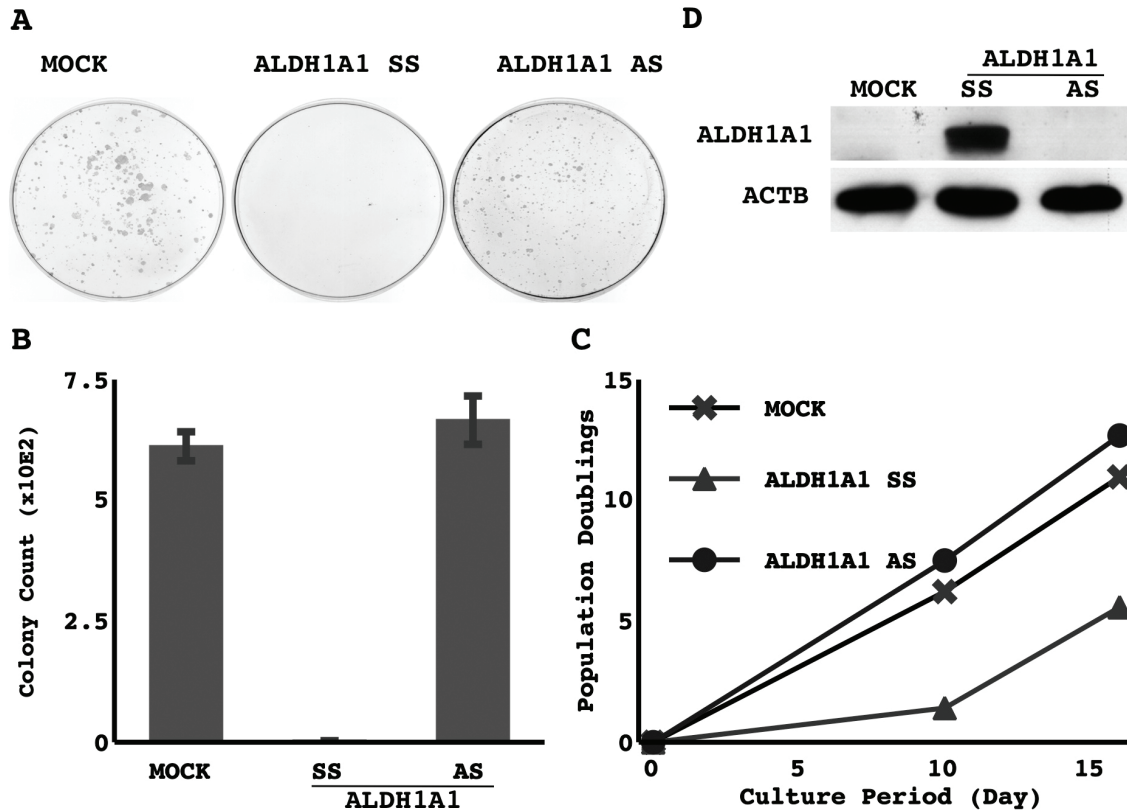 A
MOCK ALDH1A1 SS ALDH1A1 AS
D
ALDH1A1
MOCK SS AS
ALDH1A1
ACTB
B
Colony Count (x10E2)
7.5
5
2.5
0
MOCK SS AS
ALDH1A1
C
Population Doublings
15
10
5
0
MOCK
ALDH1A1 SS
ALDH1A1 AS
0 5 10 15
Culture Period (Day)